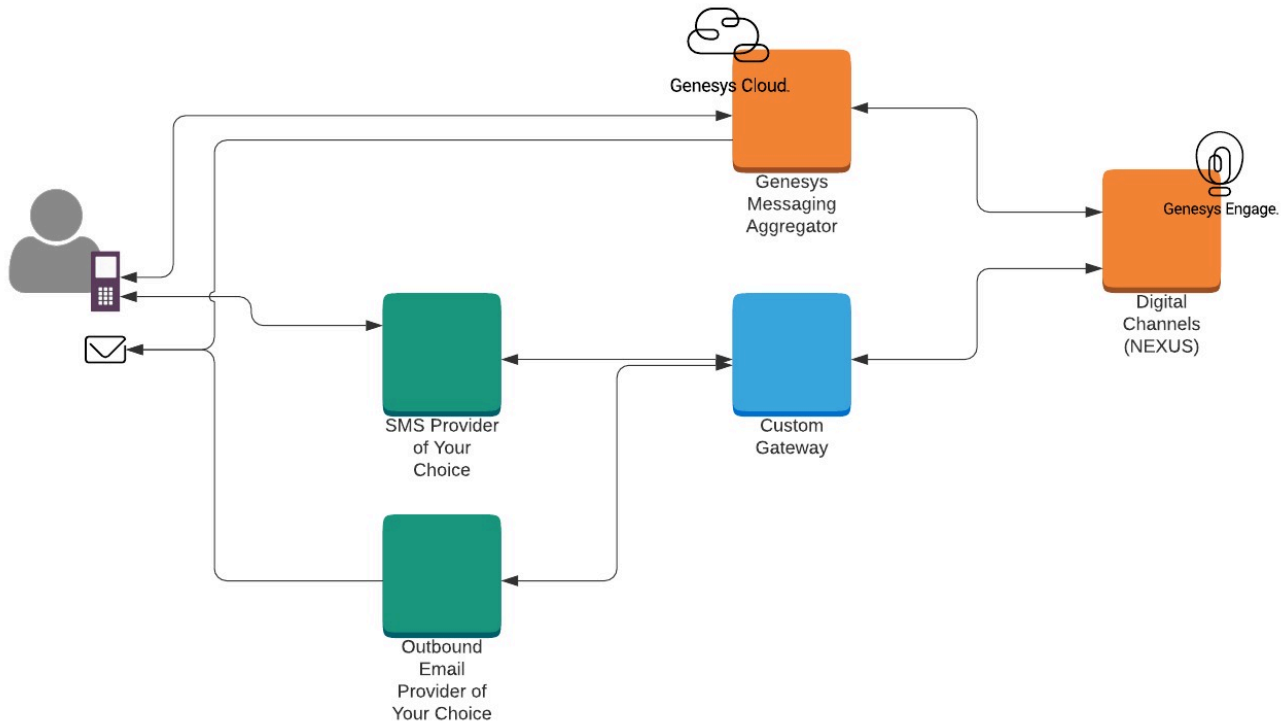 Genesys Cloud.
Genesys
Messaging
Aggregator
Genesys Engage.
Digital
Channels
(NEXUS)
SMS Provider
of Your
Choice
Custom
Gateway
Outbound
Email
Provider of
Your Choice